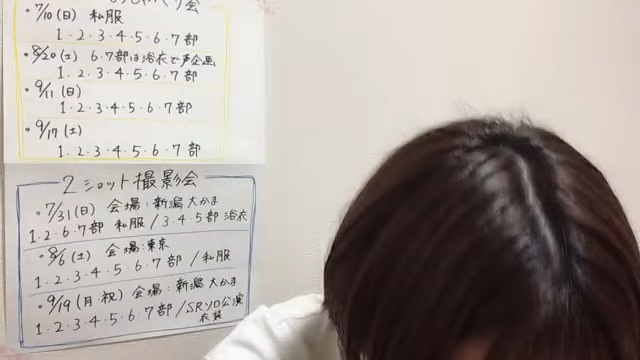 り会
・7/10(日) 私服
1・2・3・4・5・6・7部
・8/20(土) 6・7部は浴衣で声企画
1・2・3・4・5・6・7部
・9/11(日)
1・2・3・4・5・6・7部
・9/17(土)
1・2・3・4・5・6・7部
2ショット撮影会
・7/31(日) 会場:新潟 大かま
1・2・6・7部 私服/3・4・5部 浴衣
・8/6(土) 会場:東京
1・2・3・4・5・6・7部/私服
・9/19(月祝) 会場:新潟 大かま
1・2・3・4・5・6・7部/SRYD公演
衣装